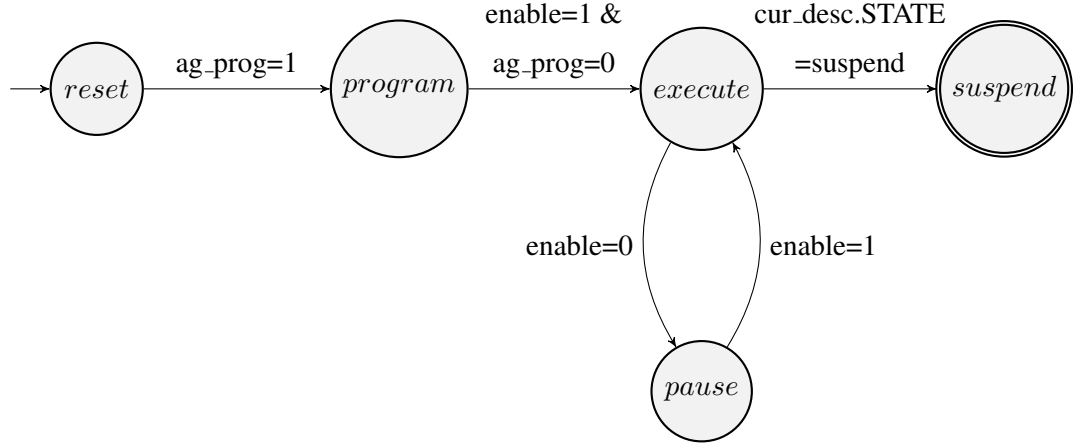 enable=1 &
cur_desc.STATE
ag_prog=1
ag_prog=0
=suspend
reset
program
execute
suspend
enable=0
enable=1
pause